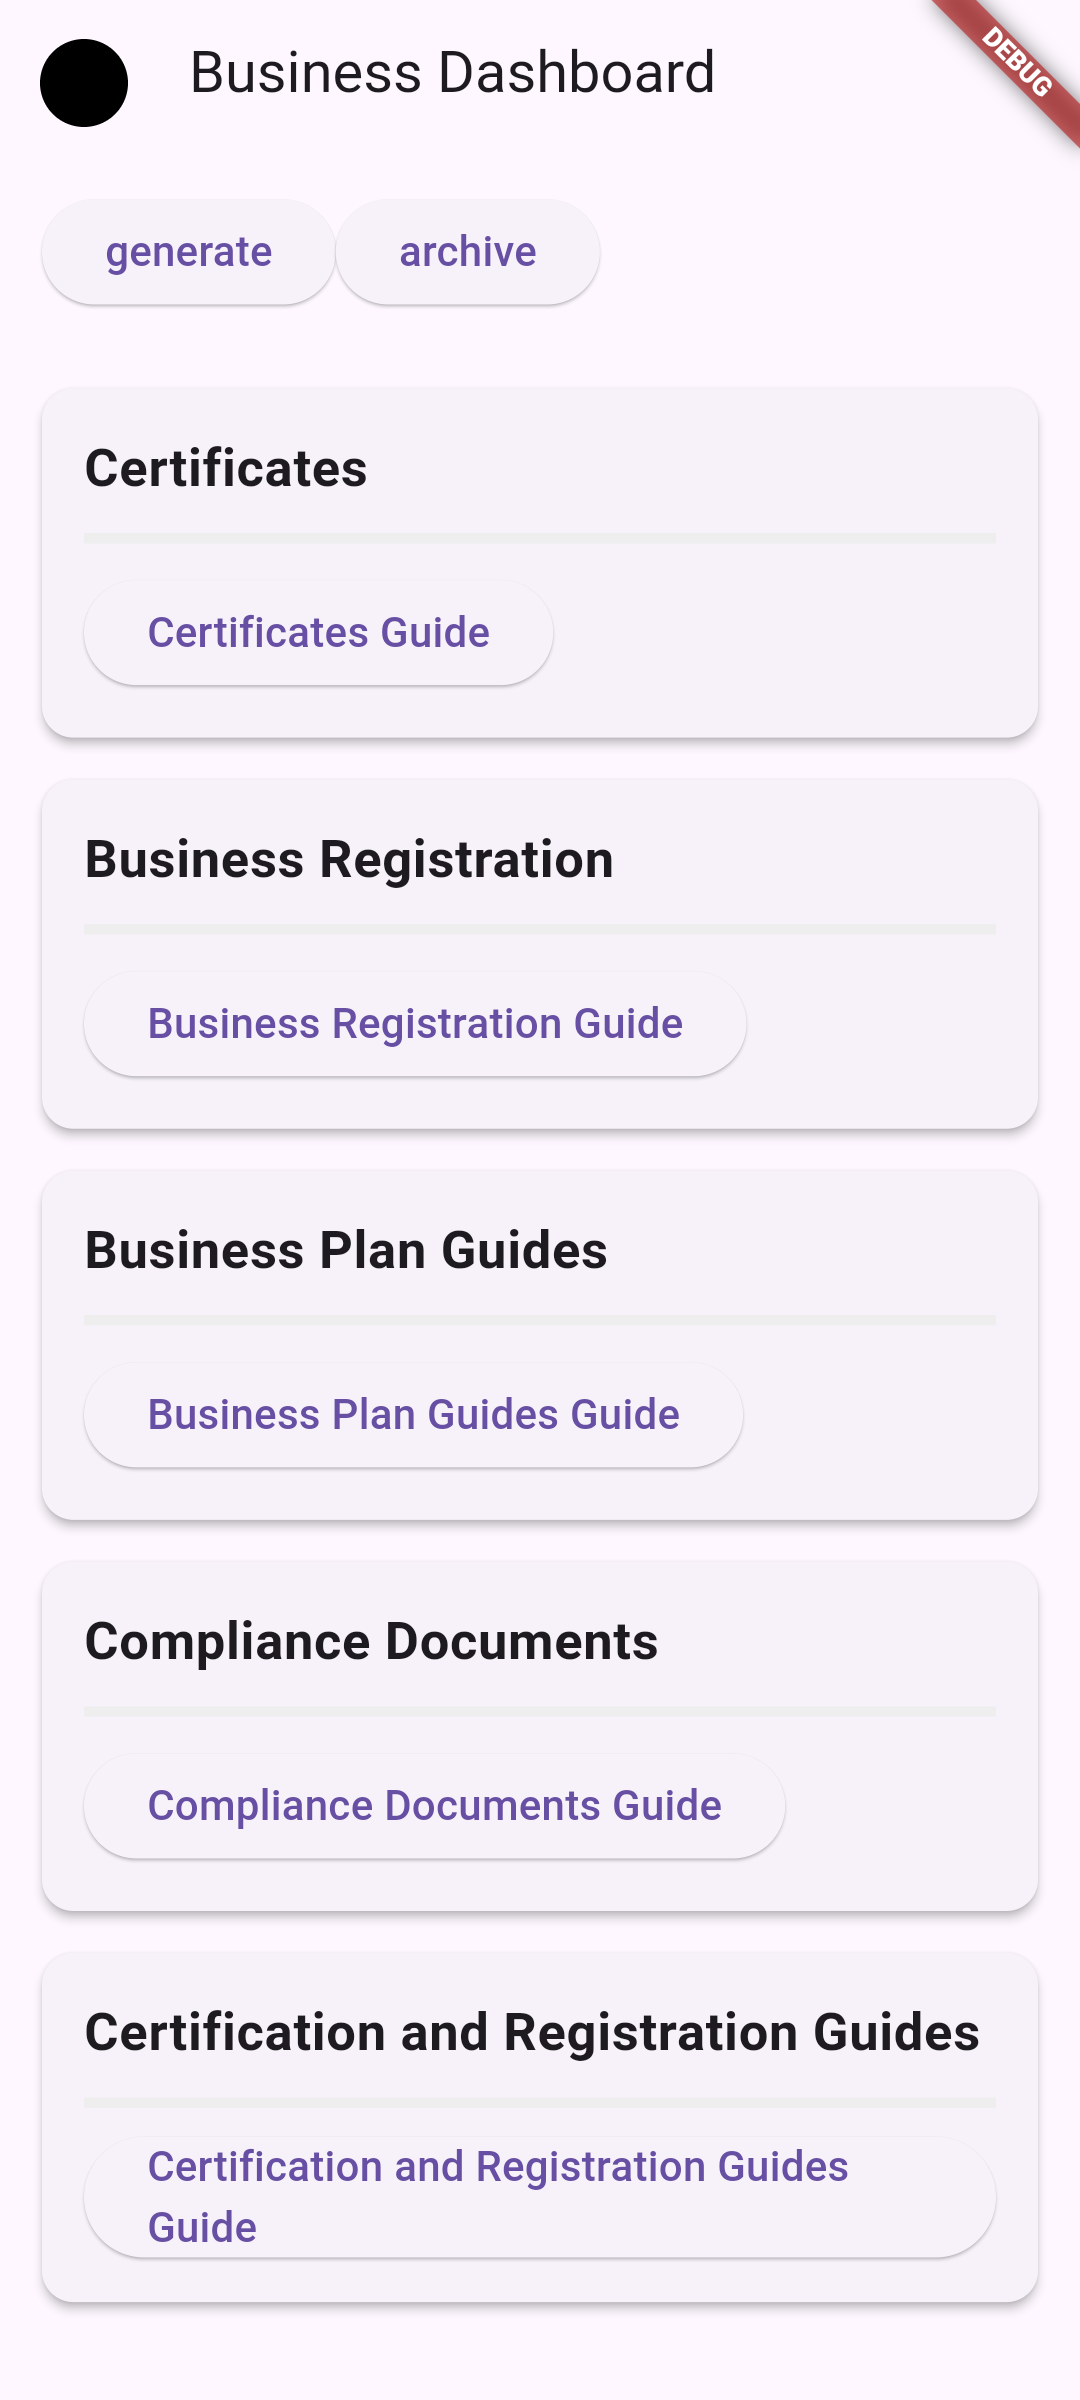 Business Dashboard
DEBUG
generate archive
Certificates
Certificates Guide
Business Registration
Business Registration Guide
Business Plan Guides
Business Plan Guides Guide
Compliance Documents
Compliance Documents Guide
Certification and Registration Guides
Certification and Registration Guides
Guide